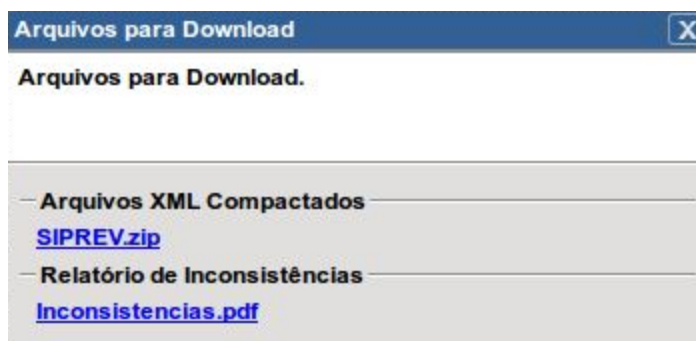 Arquivos para Download
X
Arquivos para Download.
Arquivos XML Compactados
SIPREV.zip
Relatório de Inconsistências
Inconsistencias.pdf